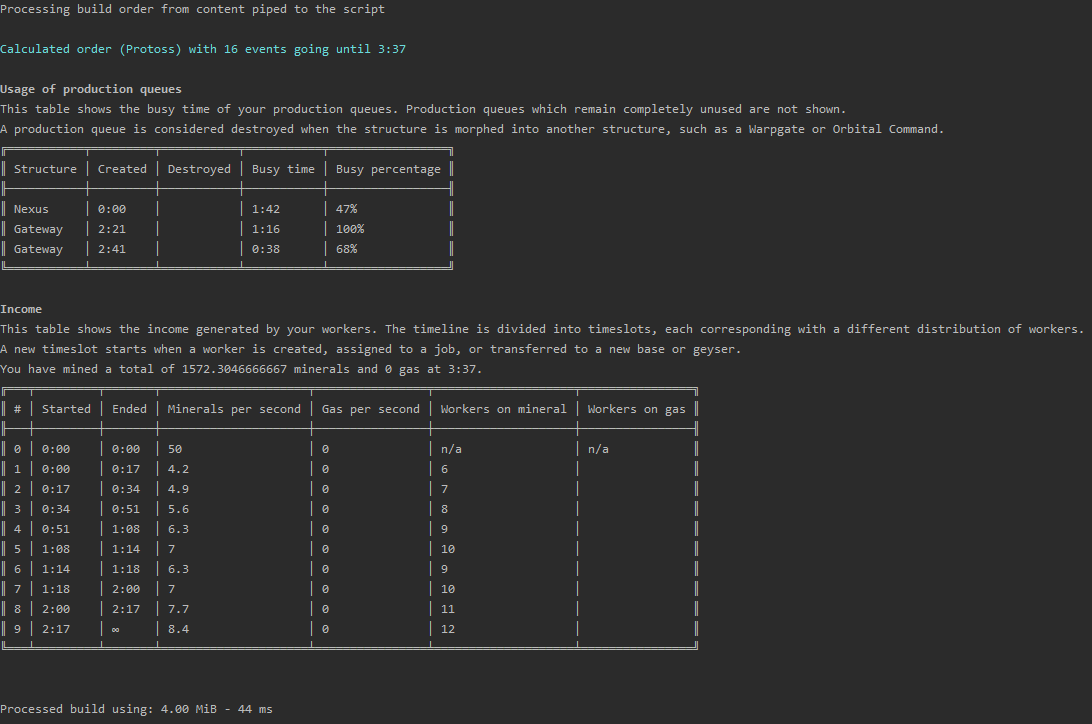 Processing build order from content piped to the script
Calculated order (Protoss) with 16 events going until 3:37
Usage of production queues
This table shows the busy time of your production queues. Production queues which remain completely unused are not shown.
A production queue is considered destroyed when the structure is morphed into another structure, such as a Warpgate or Orbital Command.
Structure Created Destroyed Busy time Busy percentage
Nexus 0:00 1:42 47%
Gateway 2:21 1:16 100%
Gateway 2:41 0:38 68%
Income
This table shows the income generated by your workers. The timeline is divided into timeslots, each corresponding with a different distribution of workers.
A new timeslot starts when a worker is created, assigned to a job, or transferred to a new base or geyser.
You have mined a total of 1572.3046666667 minerals and 0 gas at 3:37.
# Started Ended Minerals per second Gas per second Workers on mineral Workers on gas
0 0:00 0:00 50 0 n/a n/a
1 0:00 0:17 4.2 0 6
2 0:17 0:34 4.9 0 7
3 0:34 0:51 5.6 0 8
4 0:51 1:08 6.3 0 9
5 1:08 1:14 7 0 10
6 1:14 1:18 6.3 0 9
7 1:18 2:00 7 0 10
8 2:00 2:17 7.7 0 11
9 2:17 ∞ 8.4 0 12
Processed build using: 4.00 MiB - 44 ms